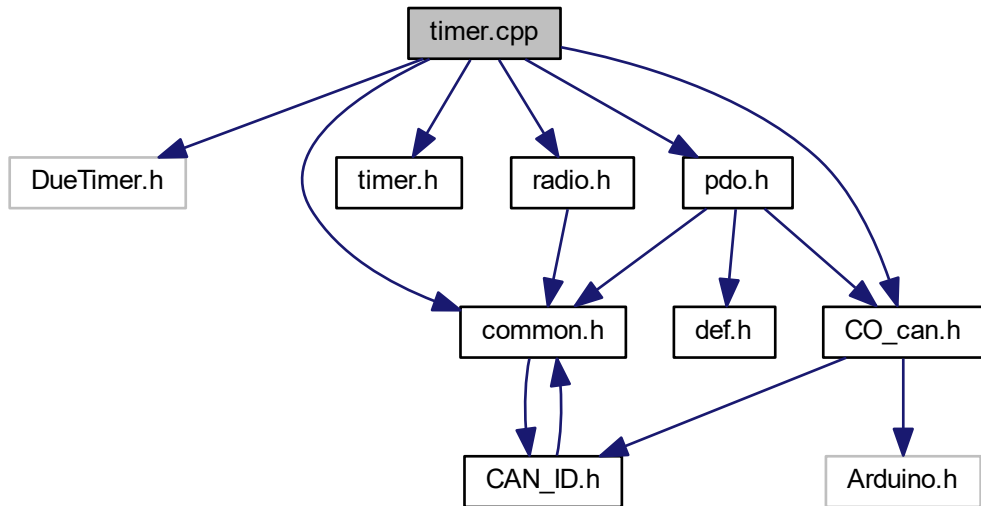 timer.cpp
DueTimer.h
timer.h
radio.h
pdo.h
common.h
def.h
CO_can.h
CAN_ID.h
Arduino.h